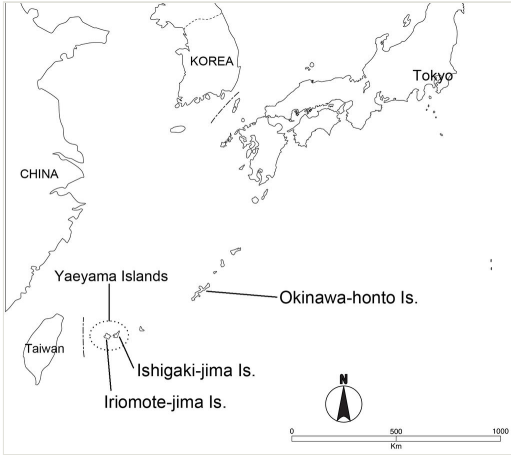 KOREA
Tokyo
CHINA
Yaeyama Islands
Okinawa-honto Is.
Taiwan
Ishigaki-jima Is.
Iriomote-jima Is.
N
0 500 1000
Km